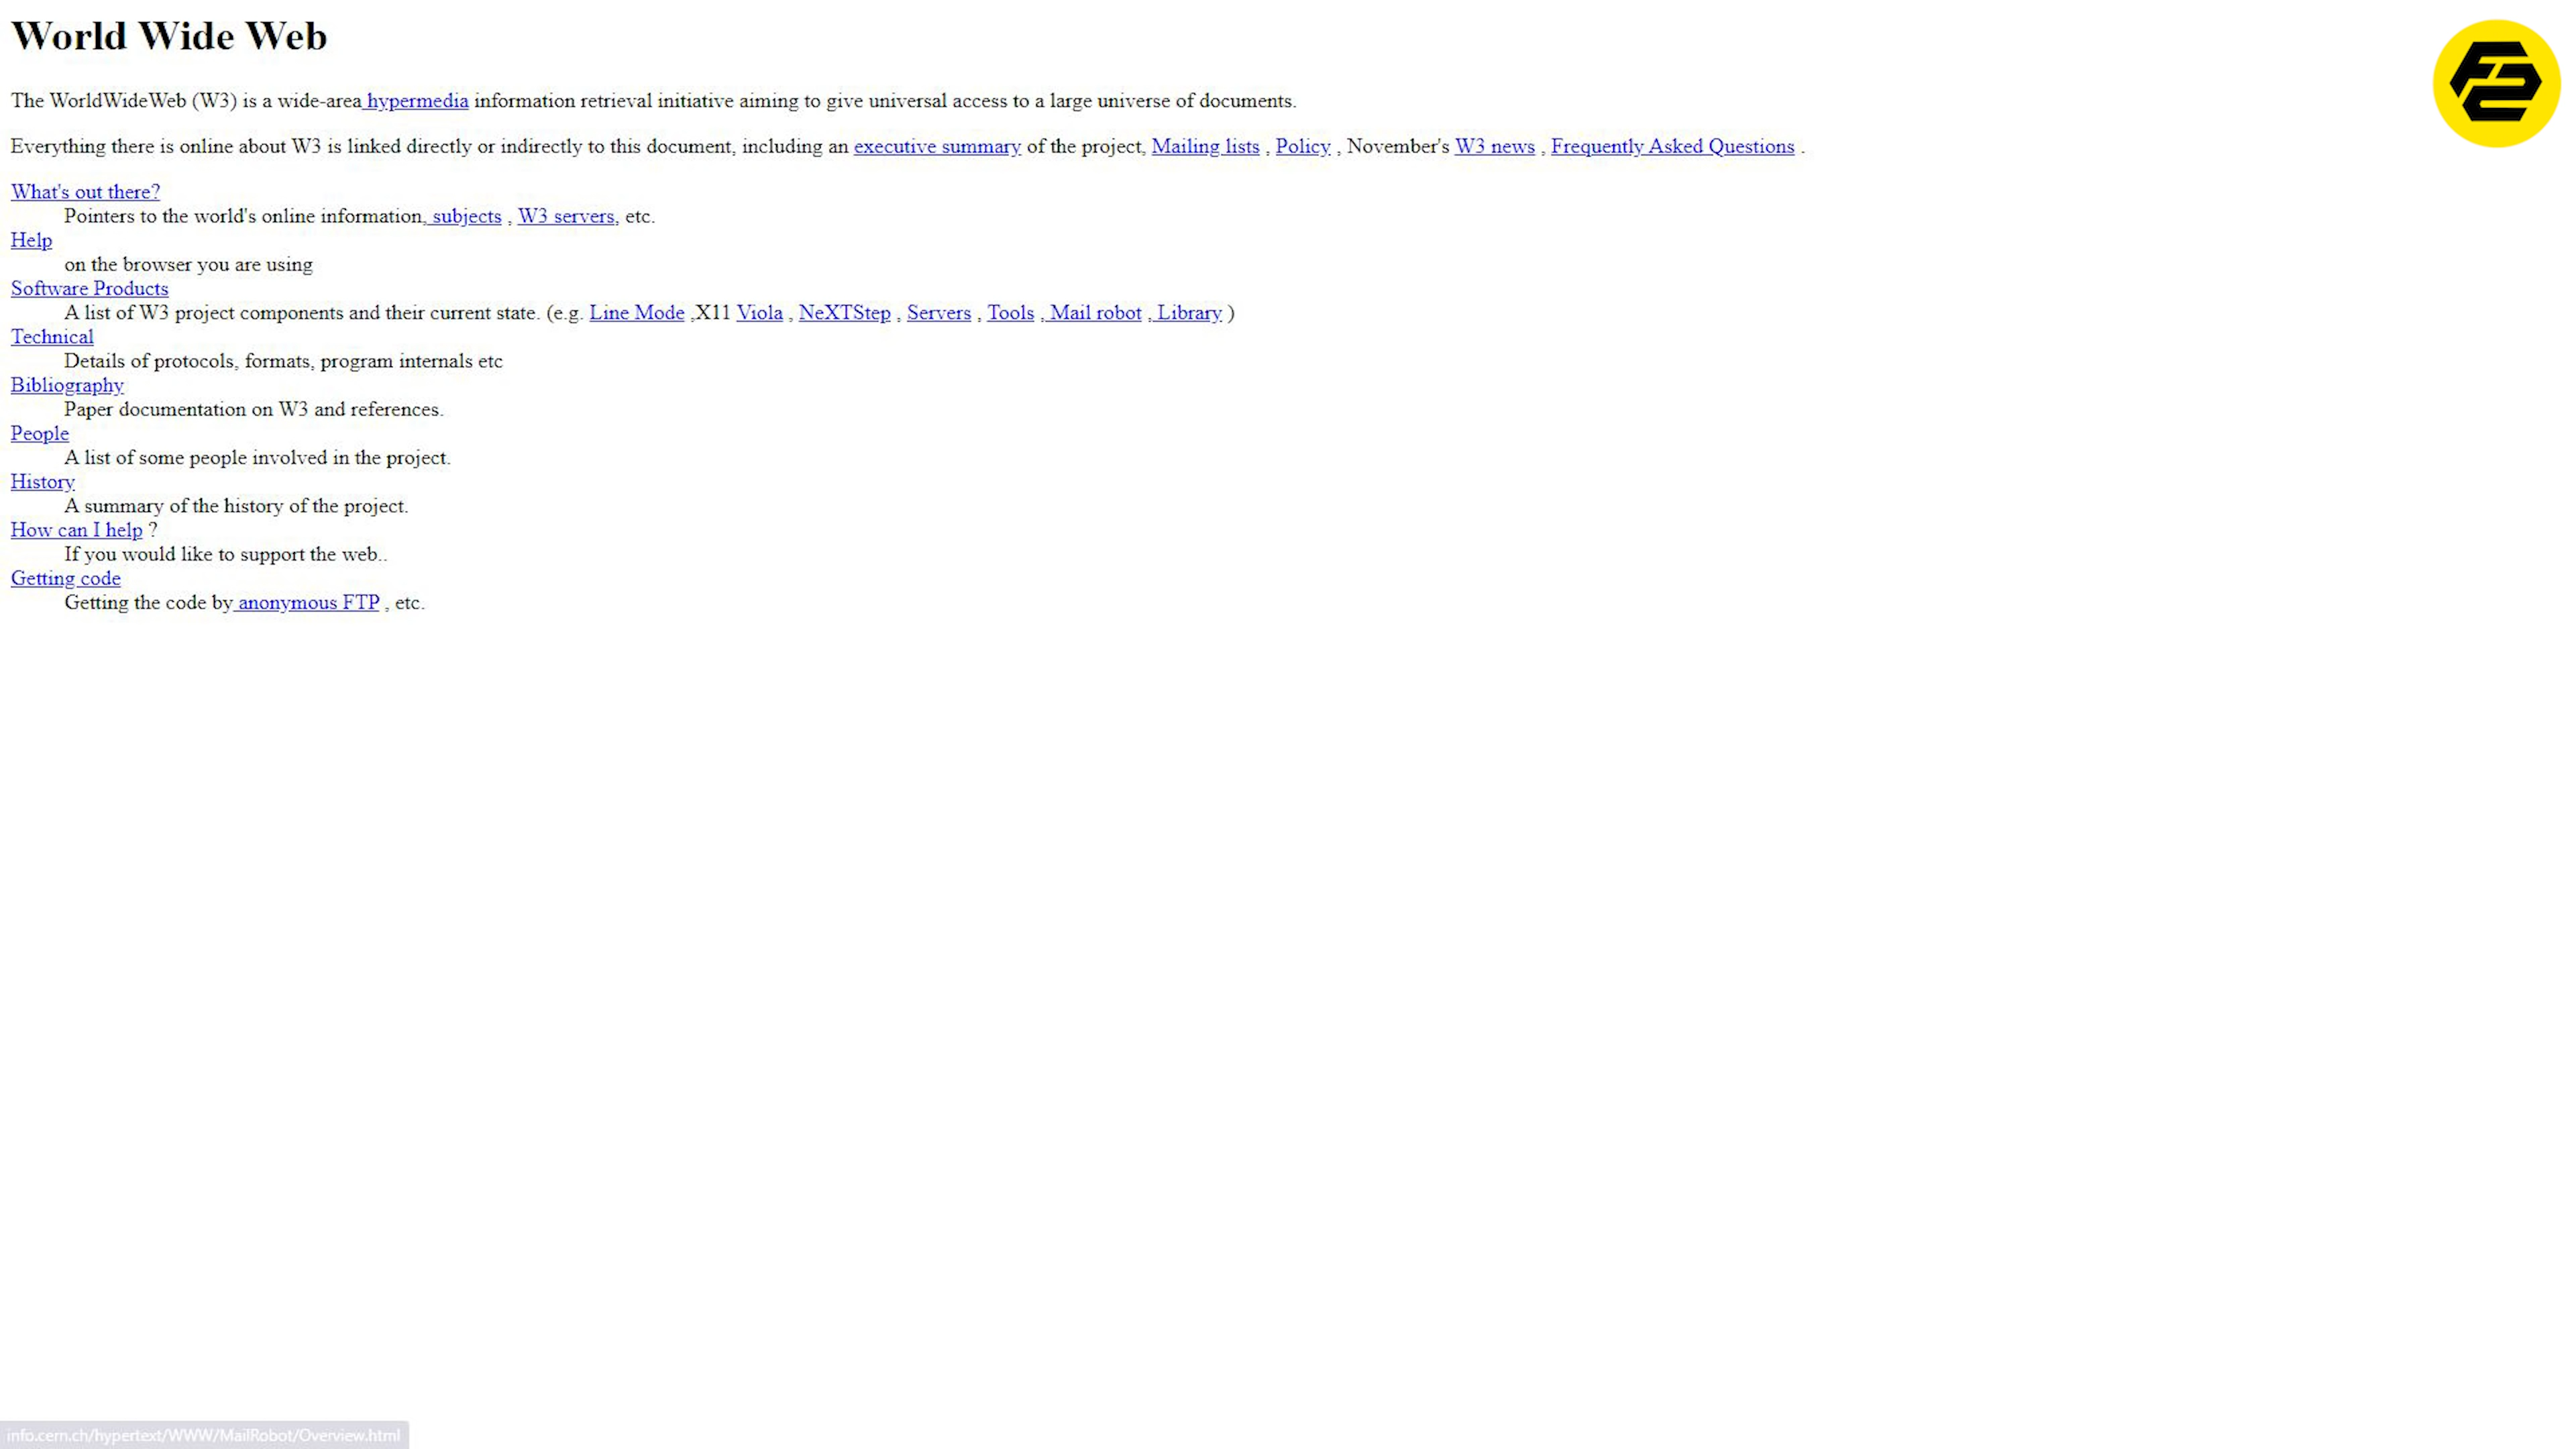 World Wide Web
The WorldWideWeb (W3) is a wide-area hypermedia information retrieval initiative aiming to give universal access to a large universe of documents.
Everything there is online about W3 is linked directly or indirectly to this document, including an executive summary of the project, Mailing lists , Policy , November's W3 news , Frequently Asked Questions .
What's out there?
Pointers to the world's online information, subjects , W3 servers, etc.
Help
on the browser you are using
Software Products
A list of W3 project components and their current state. (e.g. Line Mode ,X11 Viola , NeXTStep , Servers , Tools , Mail robot , Library )
Technical
Details of protocols, formats, program internals etc
Bibliography
Paper documentation on W3 and references.
People
A list of some people involved in the project.
History
A summary of the history of the project.
How can I help ?
If you would like to support the web..
Getting code
Getting the code by anonymous FTP , etc.
info.cern.ch/hypertext/WWW/MailRobot/Overview.html